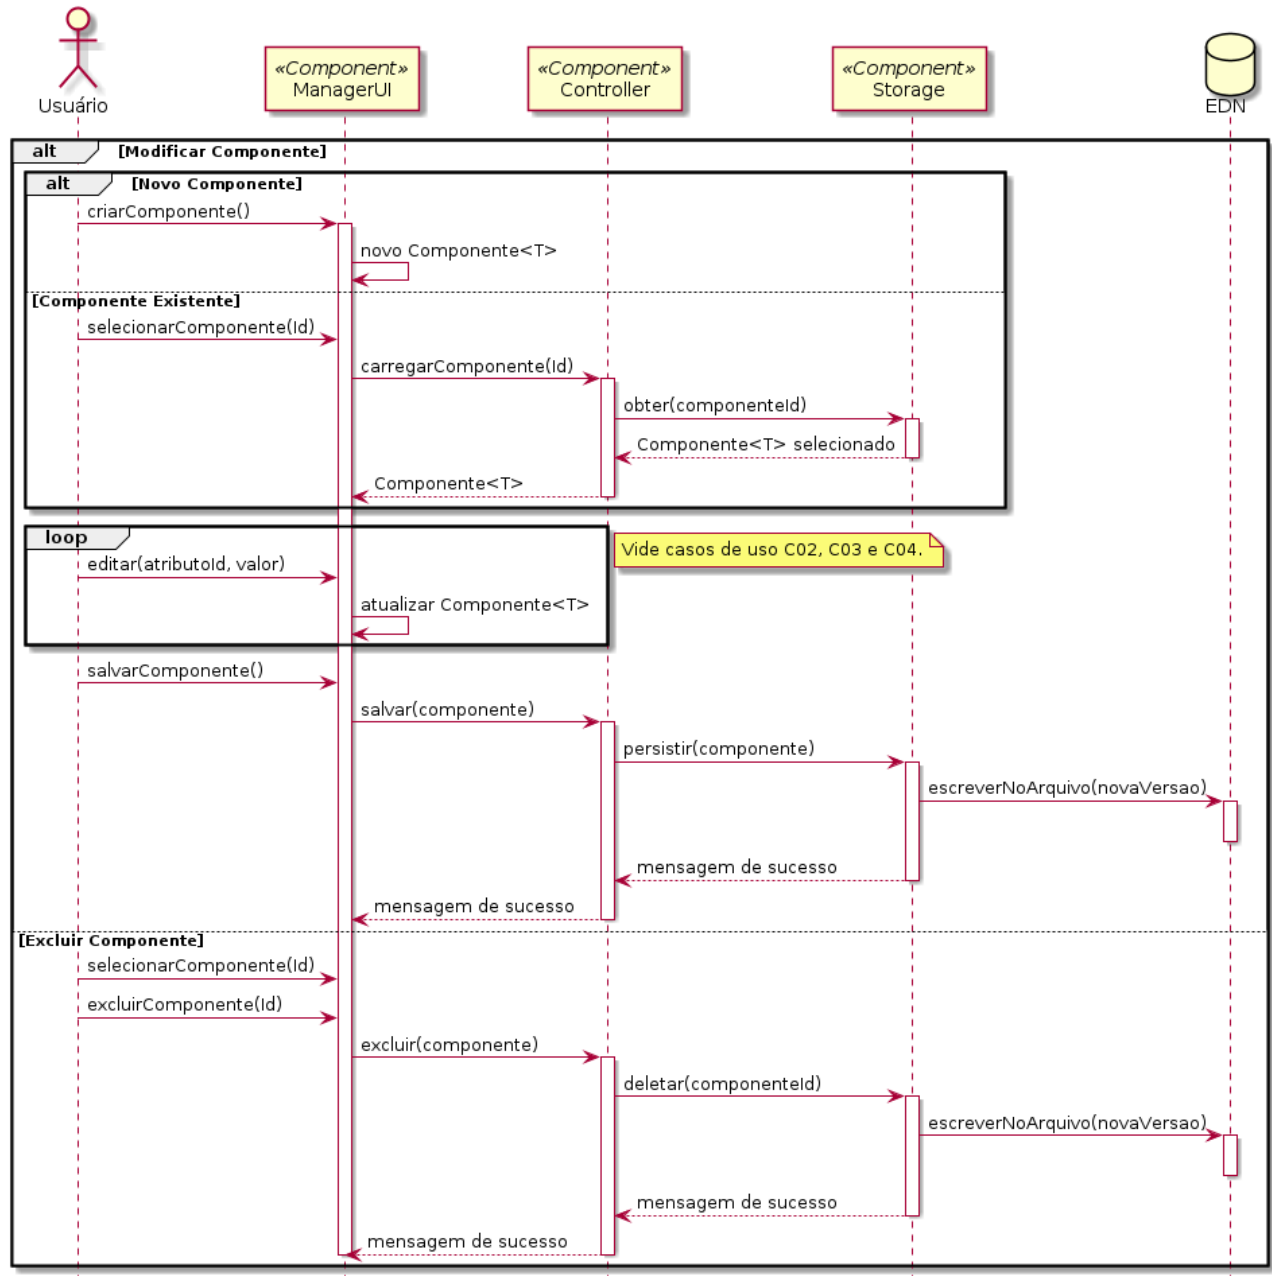 Usuário
«Component»
ManagerUI
«Component»
Controller
«Component»
Storage
EDN
alt [Modificar Componente]
alt [Novo Componente]
criarComponente()
novo Componente<T>
[Componente Existente]
selecionarComponente(Id)
carregarComponente(Id)
obter(componenteId)
Componente<T> selecionado
Componente<T>
loop
Vide casos de uso C02, C03 e C04.
editar(atributoId, valor)
atualizar Componente<T>
salvarComponente()
salvar(componente)
persistir(componente)
escreverNoArquivo(novaVersao)
mensagem de sucesso
mensagem de sucesso
[Excluir Componente]
selecionarComponente(Id)
excluirComponente(Id)
excluir(componente)
deletar(componenteId)
escreverNoArquivo(novaVersao)
mensagem de sucesso
mensagem de sucesso